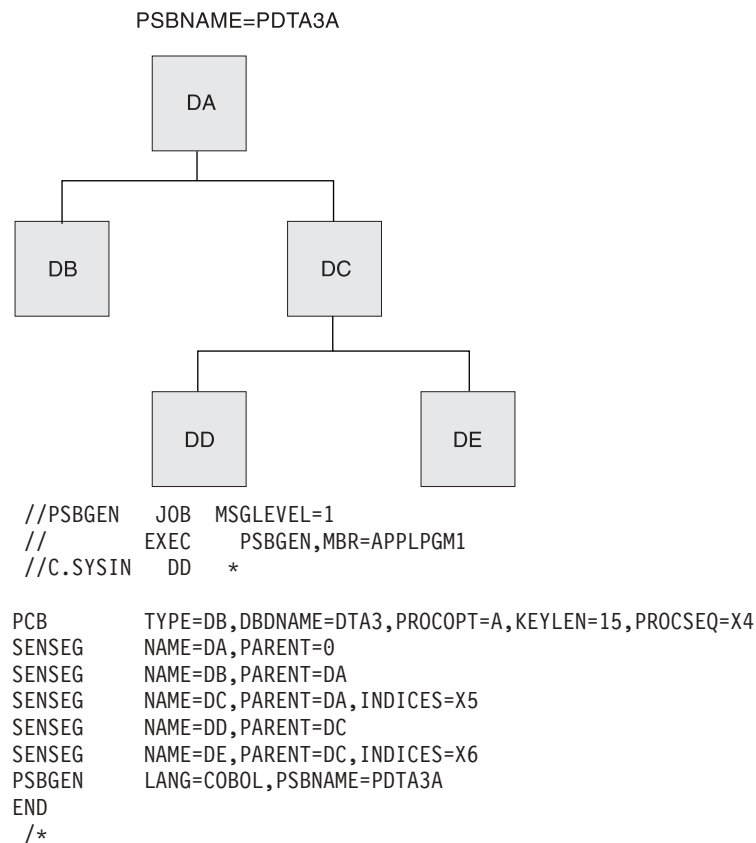 PSBNAME=PDTA3A
DA
DB
DC
DD
DE
//PSBGEN JOB MSGLEVEL=1
// EXEC PSBGEN,MBR=APPLPGM1
//C.SYSIN DD *
PCB TYPE=DB,DBDNAME=DTA3,PROCOPT=A,KEYLEN=15,PROCSEQ=X4
SENSEG NAME=DA,PARENT=0
SENSEG NAME=DB,PARENT=DA
SENSEG NAME=DC,PARENT=DA,INDICES=X5
SENSEG NAME=DD,PARENT=DC
SENSEG NAME=DE,PARENT=DC,INDICES=X6
PSBGEN LANG=COBOL,PSBNAME=PDTA3A
END
/*